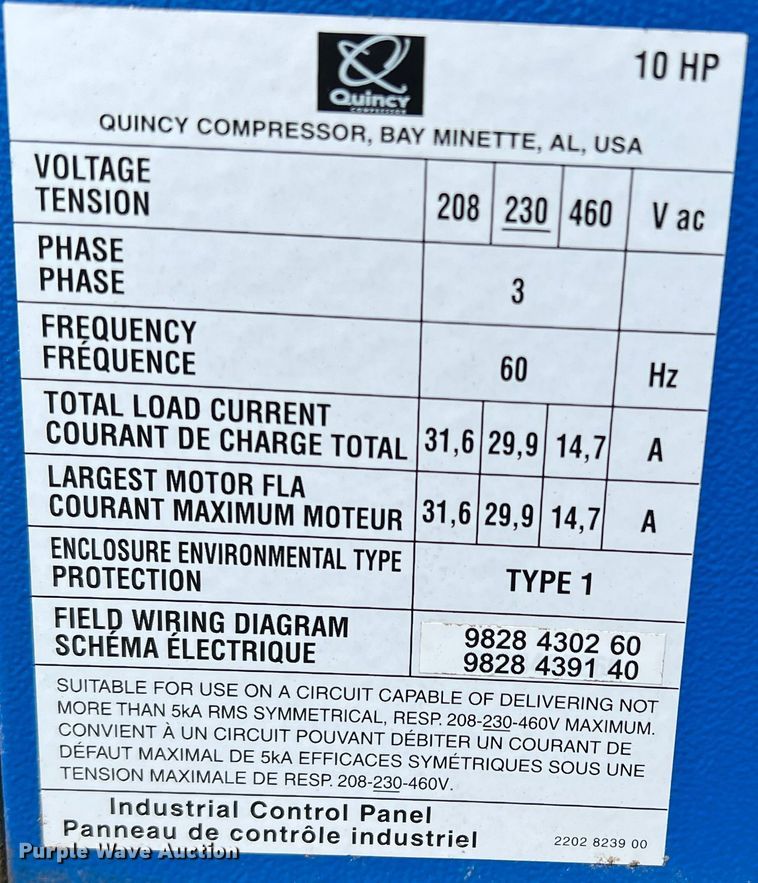 10 HP
Quincy
COMPRESSOR
QUINCY COMPRESSOR, BAY MINETTE, AL, USA
VOLTAGE
TENSION
208 230 460 V ac
PHASE
PHASE
3
FREQUENCY
FRÉQUENCE
60 Hz
TOTAL LOAD CURRENT
COURANT DE CHARGE TOTAL
31,6 29,9 14,7 A
LARGEST MOTOR FLA
COURANT MAXIMUM MOTEUR
31,6 29,9 14,7 A
ENCLOSURE ENVIRONMENTAL TYPE
PROTECTION
TYPE 1
FIELD WIRING DIAGRAM
SCHÉMA ÉLECTRIQUE
9828 4302 60
9828 4391 40
SUITABLE FOR USE ON A CIRCUIT CAPABLE OF DELIVERING NOT
MORE THAN 5kA RMS SYMMETRICAL, RESP. 208-230-460V MAXIMUM.
CONVIENT À UN CIRCUIT POUVANT DÉBITER UN COURANT DE
DÉFAUT MAXIMAL DE 5kA EFFICACES SYMÉTRIQUES SOUS UNE
TENSION MAXIMALE DE RESP. 208-230-460V.
Industrial Control Panel
Panneau de contrôle industriel
2202 8239 00
Purple Wave Auction